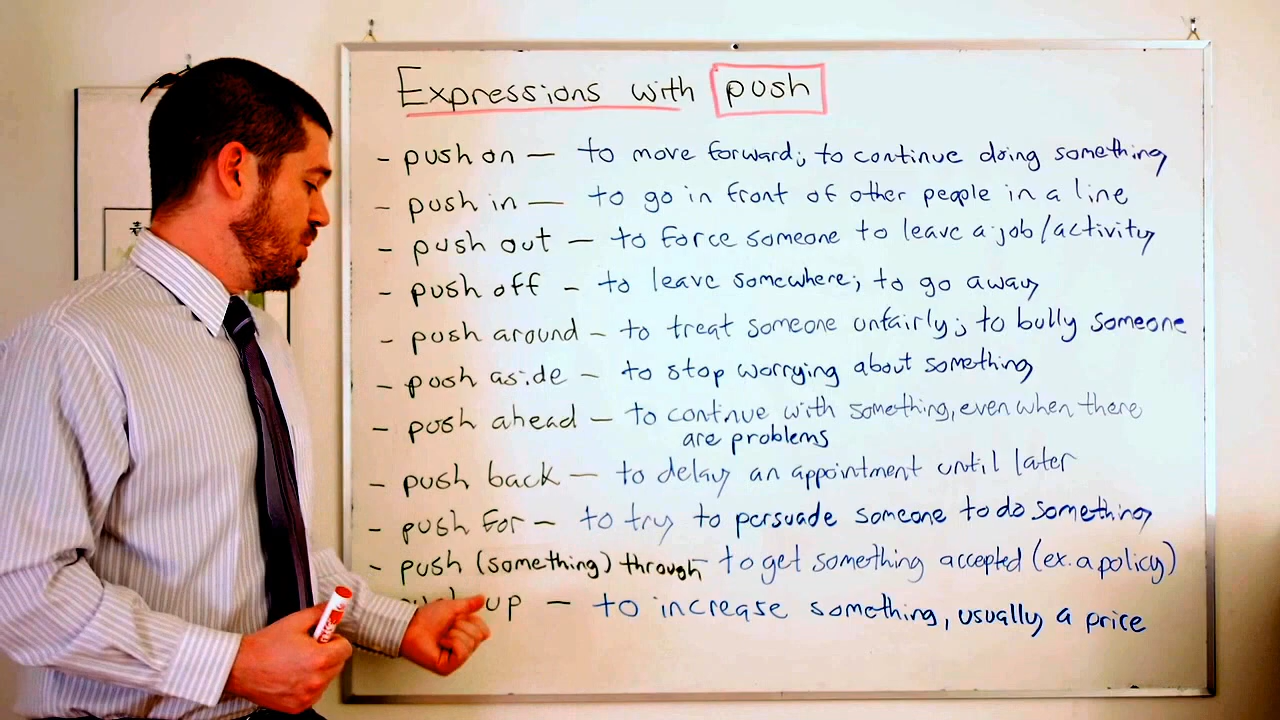 Expressions with push
- push on — to move forward; to continue doing something
- push in — to go in front of other people in a line
- push out — to force someone to leave a job/activity
- push off - to leave somewhere; to go away
- push around - to treat someone unfairly; to bully someone
- push aside - to stop worrying about something
- push ahead — to continue with something, even when there
are problems
- push back — to delay an appointment until later
- push for - to try to persuade someone to do something
- push (something) through - to get something accepted (ex. a policy)
up - to increase something, usually a price